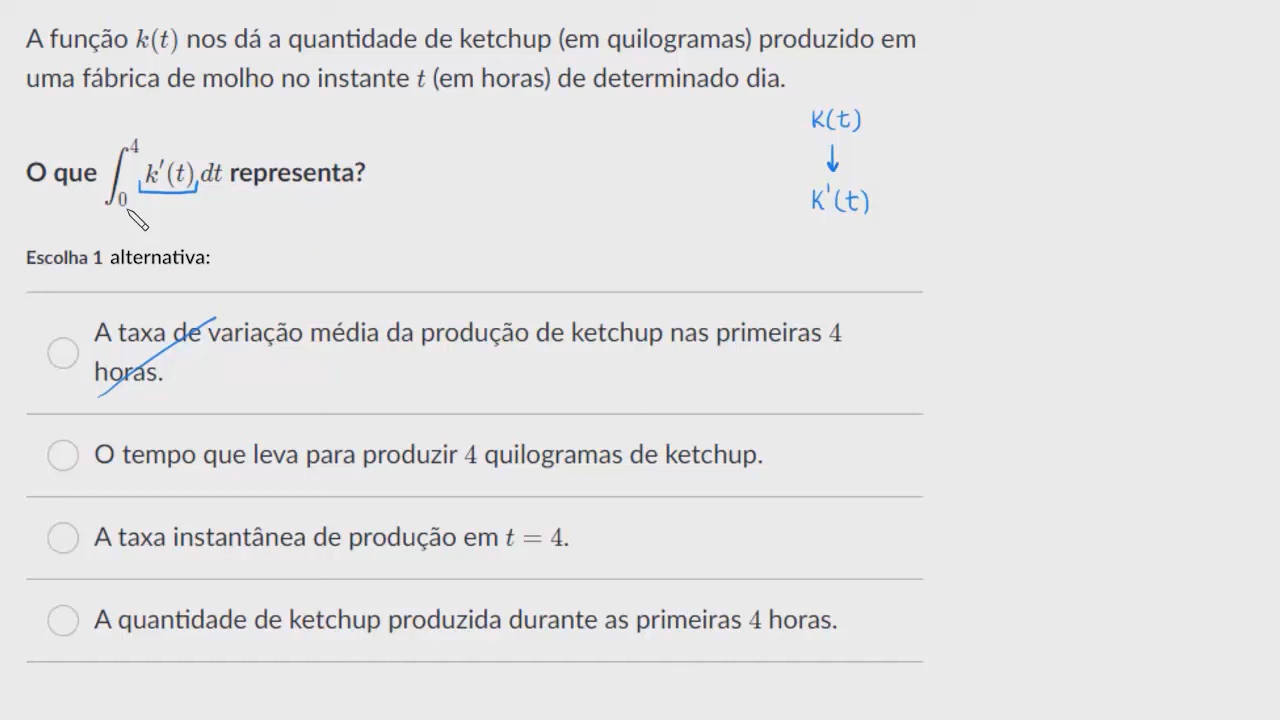 A função k(t) nos dá a quantidade de ketchup (em quilogramas) produzido em
uma fábrica de molho no instante t (em horas) de determinado dia.
K(t)
↓
K'(t)
O que ∫₀⁴ k'(t) dt representa?
Escolha 1 alternativa:
A taxa de variação média da produção de ketchup nas primeiras 4
horas.
O tempo que leva para produzir 4 quilogramas de ketchup.
A taxa instantânea de produção em t = 4.
A quantidade de ketchup produzida durante as primeiras 4 horas.